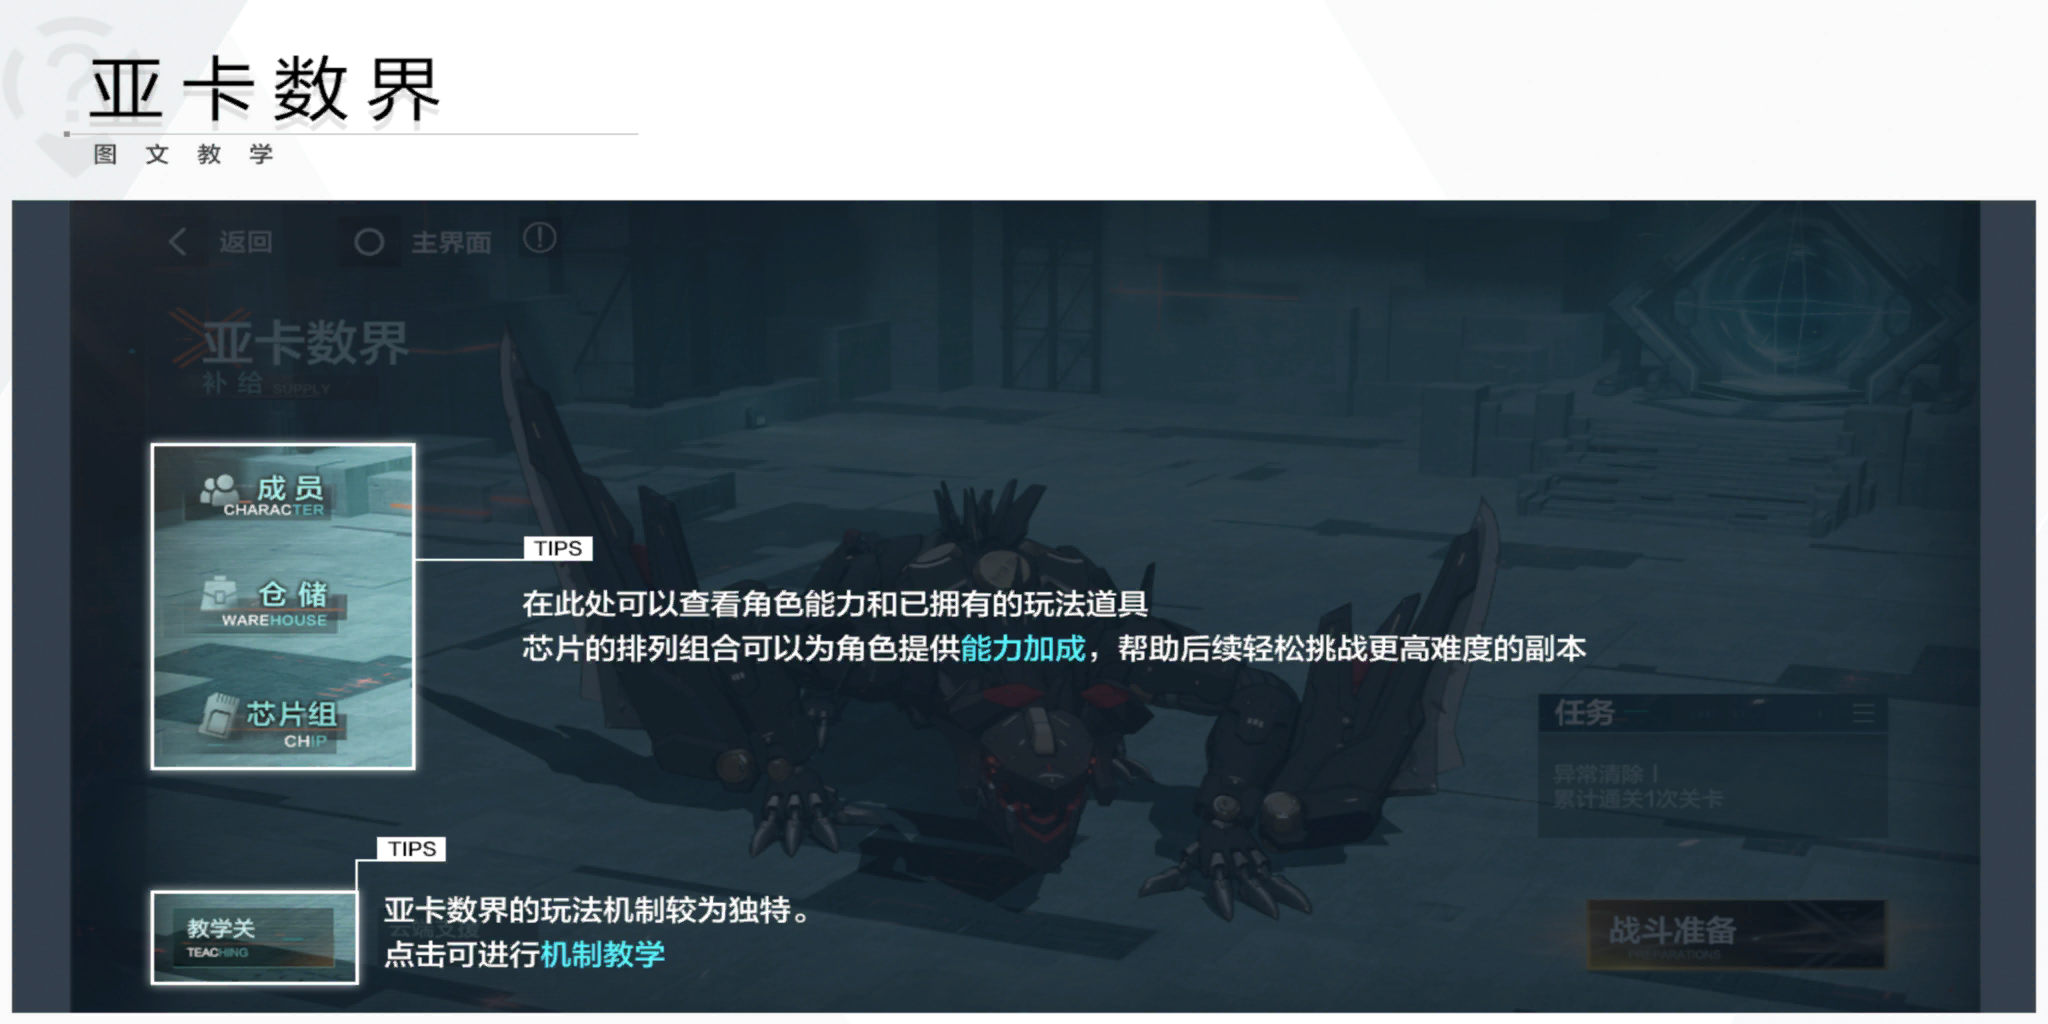 亚卡数界
图文教学
返回
主界面
亚卡数界
补给 SUPPLY
成员
CHARACTER
仓储
WAREHOUSE
芯片组
CHIP
TIPS
在此处可以查看角色能力和已拥有的玩法道具
芯片的排列组合可以为角色提供能力加成，帮助后续轻松挑战更高难度的副本
任务
异常清除 I
累计通关1次关卡
TIPS
教学关
TEACHING
亚卡数界的玩法机制较为独特。
云端支援
点击可进行机制教学
战斗准备
PREPARATIONS